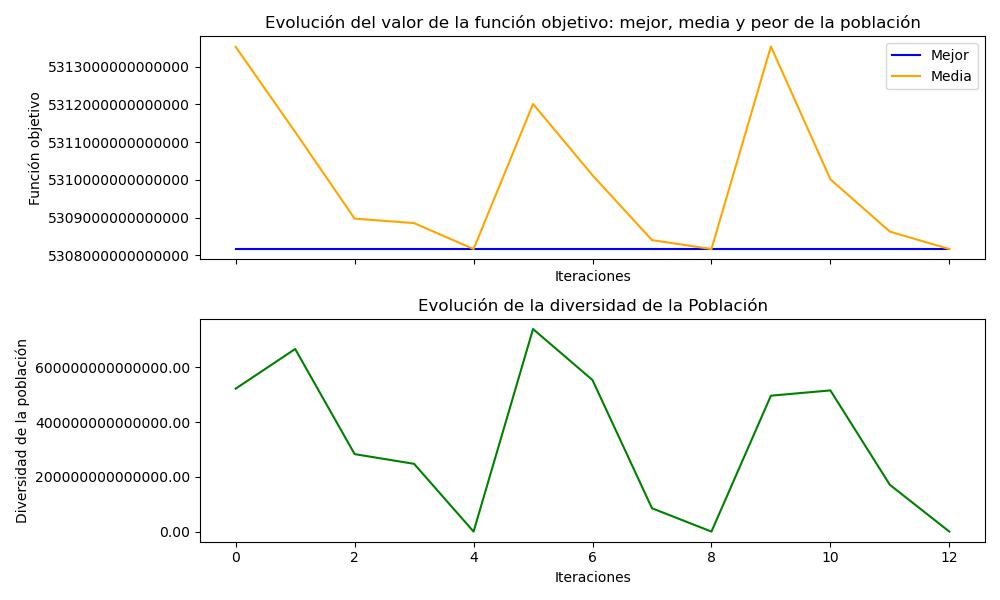 Evolución del valor de la función objetivo: mejor, media y peor de la población
Función objetivo
5313000000000000
5312000000000000
5311000000000000
5310000000000000
5309000000000000
5308000000000000
Mejor
Media
Iteraciones
Evolución de la diversidad de la Población
Diversidad de la población
600000000000000.00
400000000000000.00
200000000000000.00
0.00
0 2 4 6 8 10 12
Iteraciones